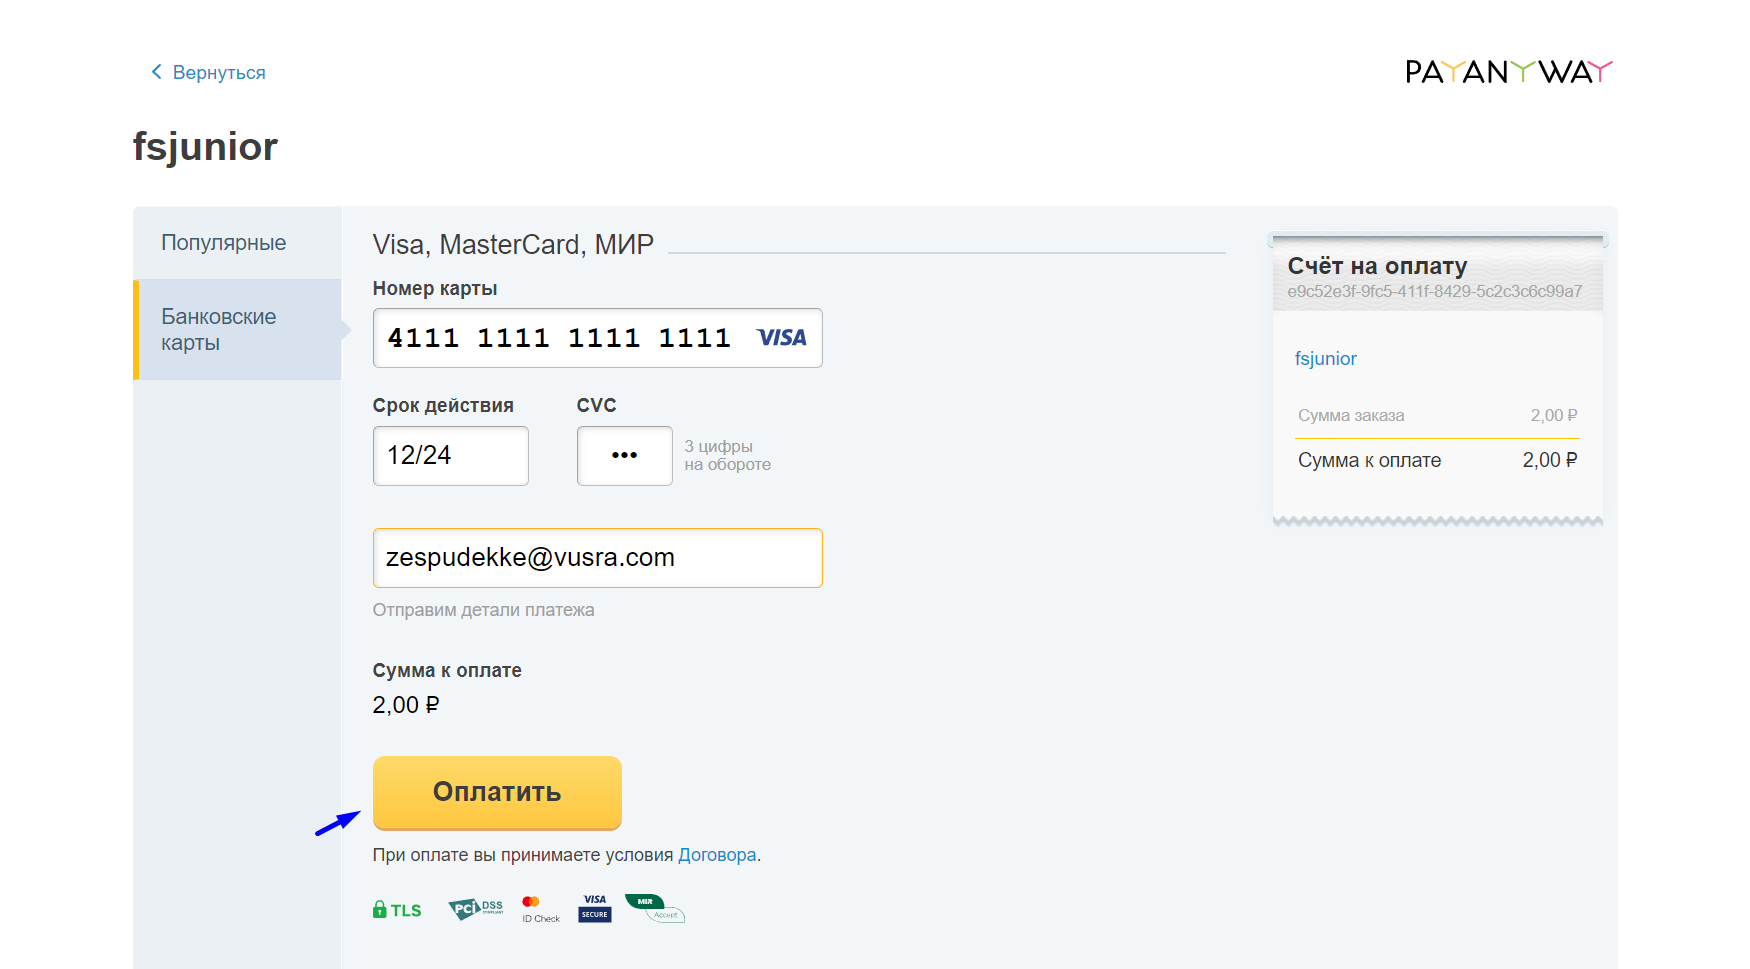 Вернуться
PAYANYWAY
fsjunior
Популярные
Банковские
карты
Visa, MasterCard, МИР
Номер карты
4111 1111 1111 1111 VISA
Срок действия
CVC
12/24
•••
3 цифры
на обороте
zespudekke@vusra.com
Отправим детали платежа
Сумма к оплате
2,00 ₽
Оплатить
При оплате вы принимаете условия Договора.
TLS
PCI DSS
COMPLIANT
ID Check
VISA
SECURE
MIR
Accept
Счёт на оплату
e9c52e3f-9fc5-411f-8429-5c2c3c6c99a7
fsjunior
Сумма заказа 2,00 ₽
Сумма к оплате 2,00 ₽